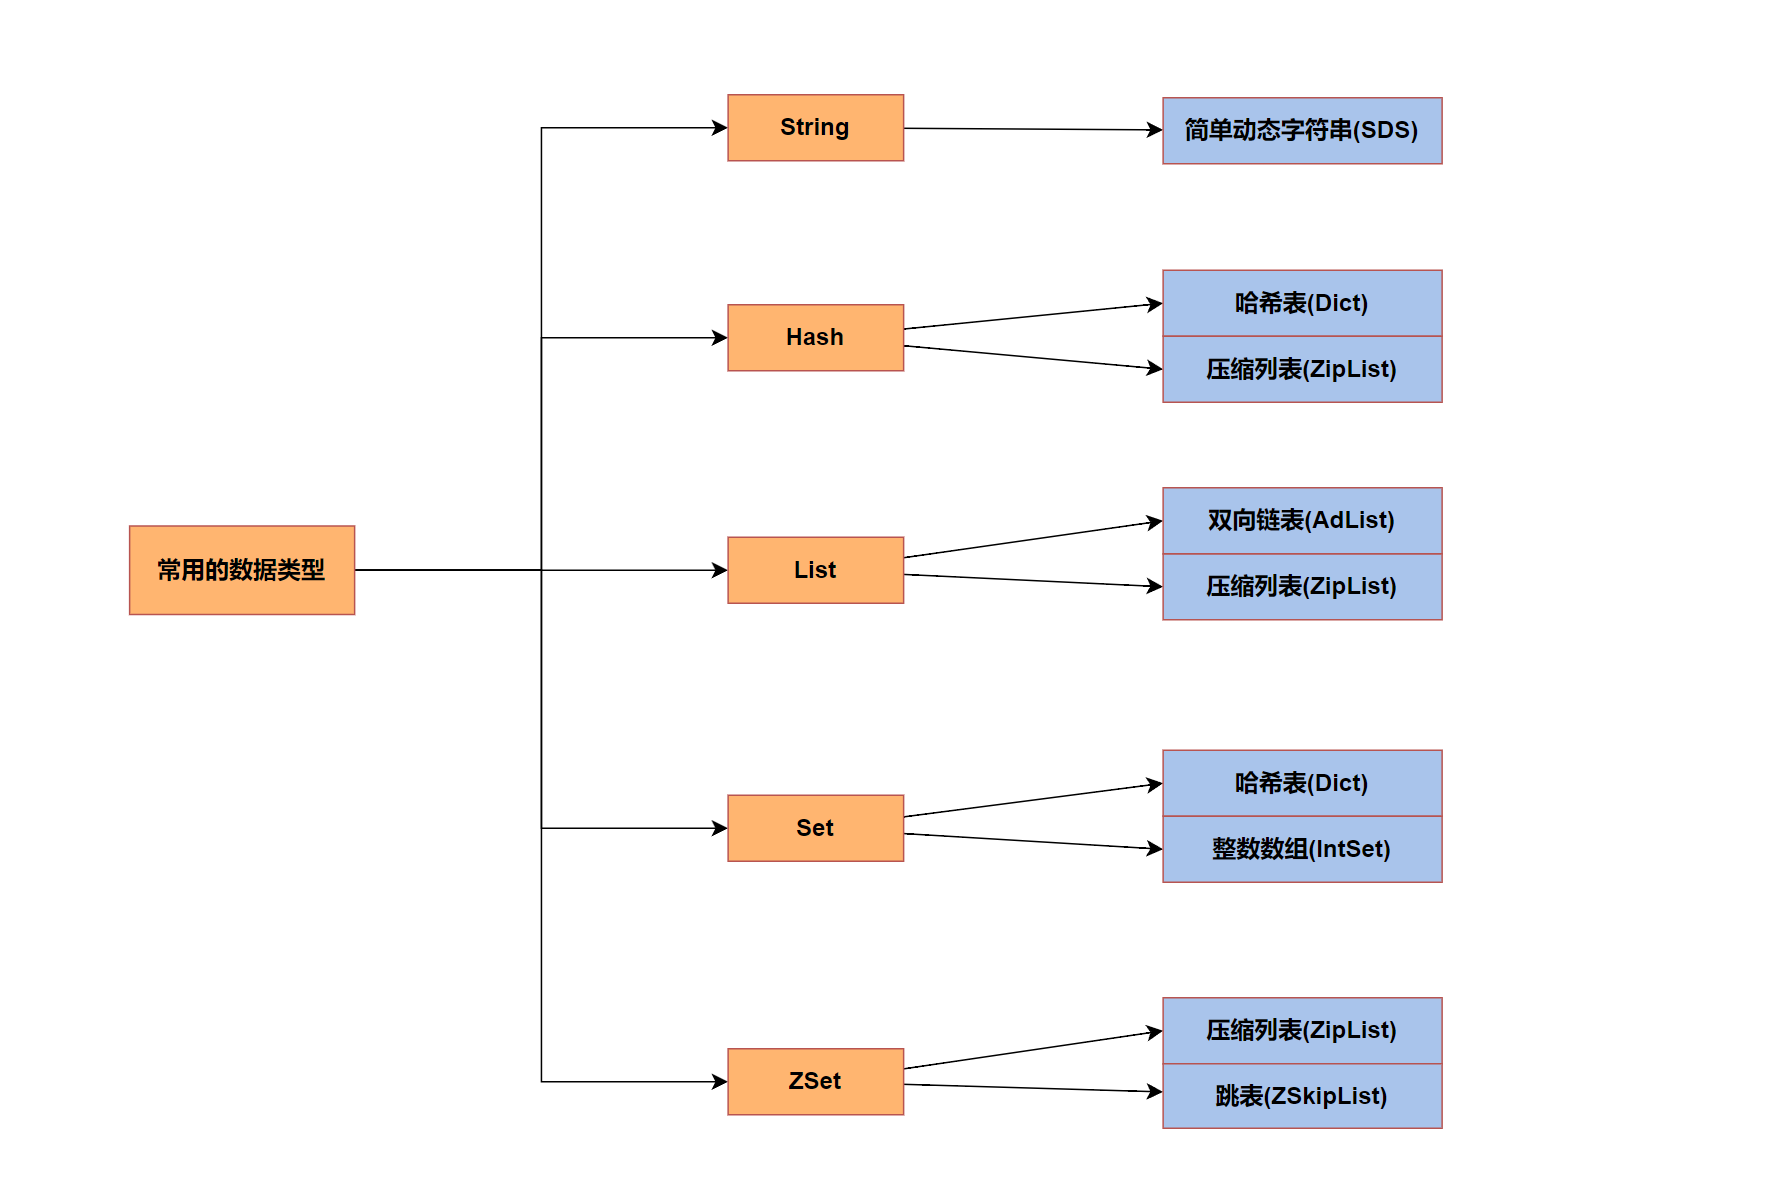 常用的数据类型
String
简单动态字符串(SDS)
Hash
哈希表(Dict)
压缩列表(ZipList)
List
双向链表(AdList)
压缩列表(ZipList)
Set
哈希表(Dict)
整数数组(IntSet)
ZSet
压缩列表(ZipList)
跳表(ZSkipList)